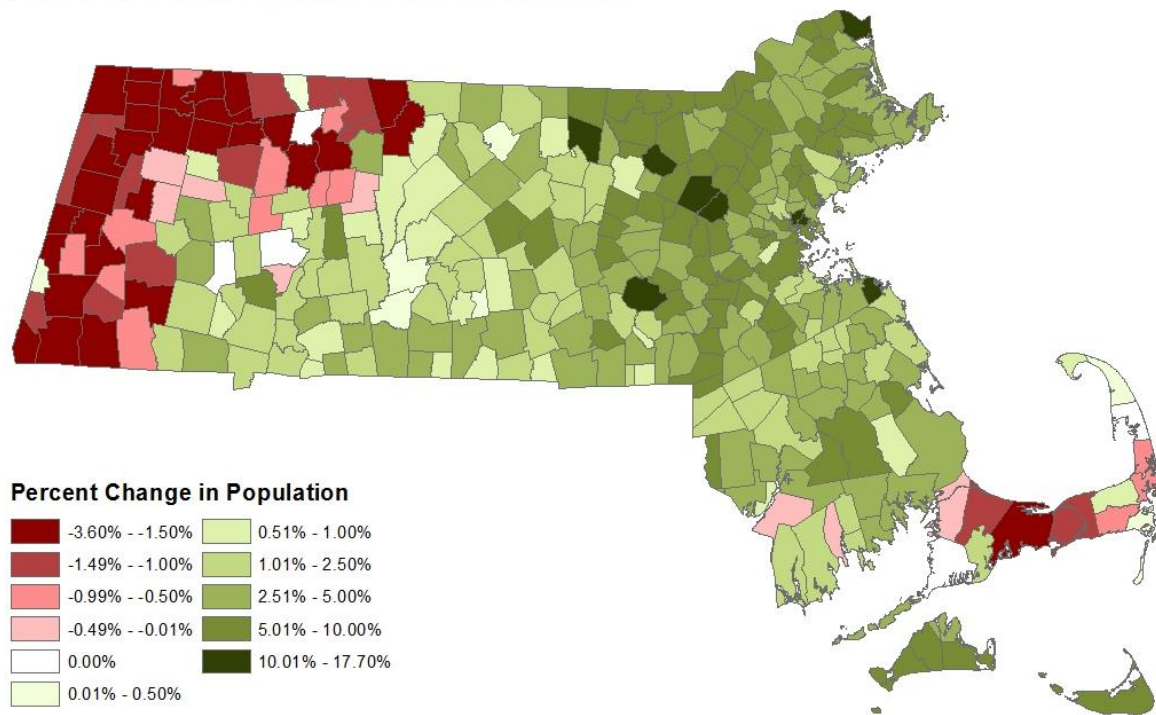 Percent Change in Population
-3.60% - -1.50%
-1.49% - -1.00%
-0.99% - -0.50%
-0.49% - -0.01%
0.00%
0.01% - 0.50%
0.51% - 1.00%
1.01% - 2.50%
2.51% - 5.00%
5.01% - 10.00%
10.01% - 17.70%